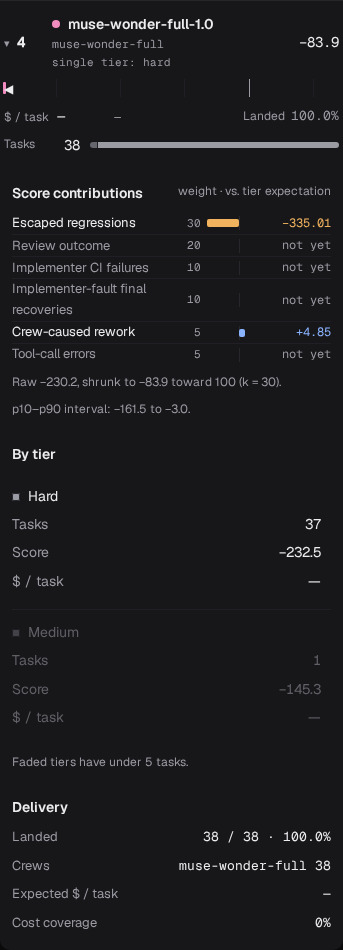 muse-wonder-full-1.0
▾ 4 muse-wonder-full −83.9
single tier: hard
$ / task — — Landed 100.0%
Tasks 38
Score contributions weight · vs. tier expectation
Escaped regressions 30 −335.01
Review outcome 20 not yet
Implementer CI failures 10 not yet
Implementer-fault final
recoveries 10 not yet
Crew-caused rework 5 +4.85
Tool-call errors 5 not yet
Raw −230.2, shrunk to −83.9 toward 100 (k = 30).
p10–p90 interval: −161.5 to −3.0.
By tier
Hard
Tasks 37
Score −232.5
$ / task —
Medium
Tasks 1
Score −145.3
$ / task —
Faded tiers have under 5 tasks.
Delivery
Landed 38 / 38 · 100.0%
Crews muse-wonder-full 38
Expected $ / task —
Cost coverage 0%